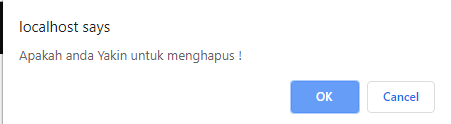 localhost says
Apakah anda Yakin untuk menghapus !
OK
Cancel